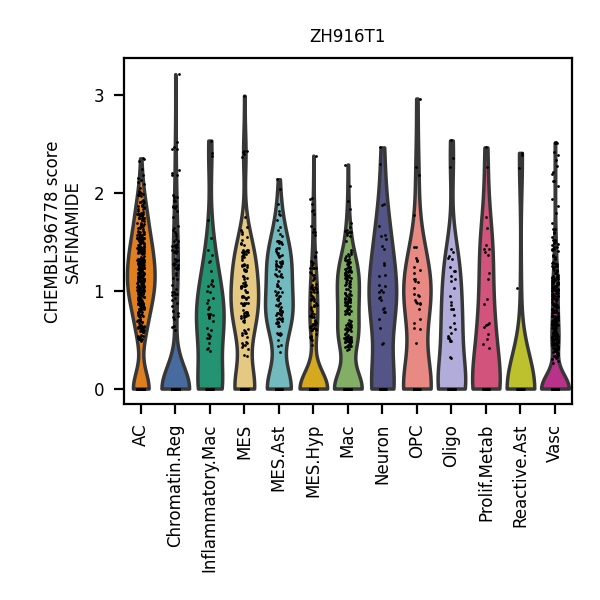 ZH916T1
CHEMBL396778 score
SAFINAMIDE
3
2
1
0
AC
Chromatin.Reg
Inflammatory.Mac
MES
MES.Ast
MES.Hyp
Mac
Neuron
OPC
Oligo
Prolif.Metab
Reactive.Ast
Vasc